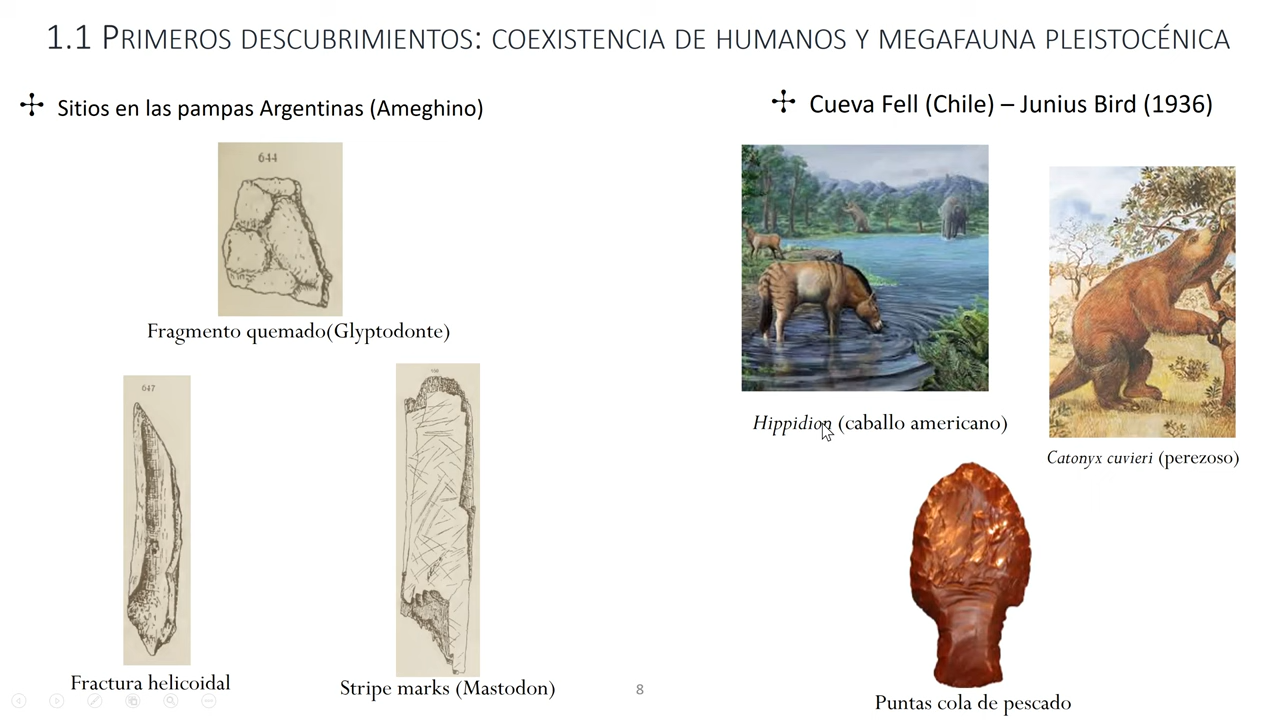 1.1 PRIMEROS DESCUBRIMIENTOS: COEXISTENCIA DE HUMANOS Y MEGAFAUNA PLEISTOCÉNICA
Sitios en las pampas Argentinas (Ameghino)
644
Fragmento quemado(Glyptodonte)
647
Fractura helicoidal
Stripe marks (Mastodon)
Cueva Fell (Chile) – Junius Bird (1936)
Hippidion (caballo americano)
Catonyx cuvieri (perezoso)
Puntas cola de pescado
8